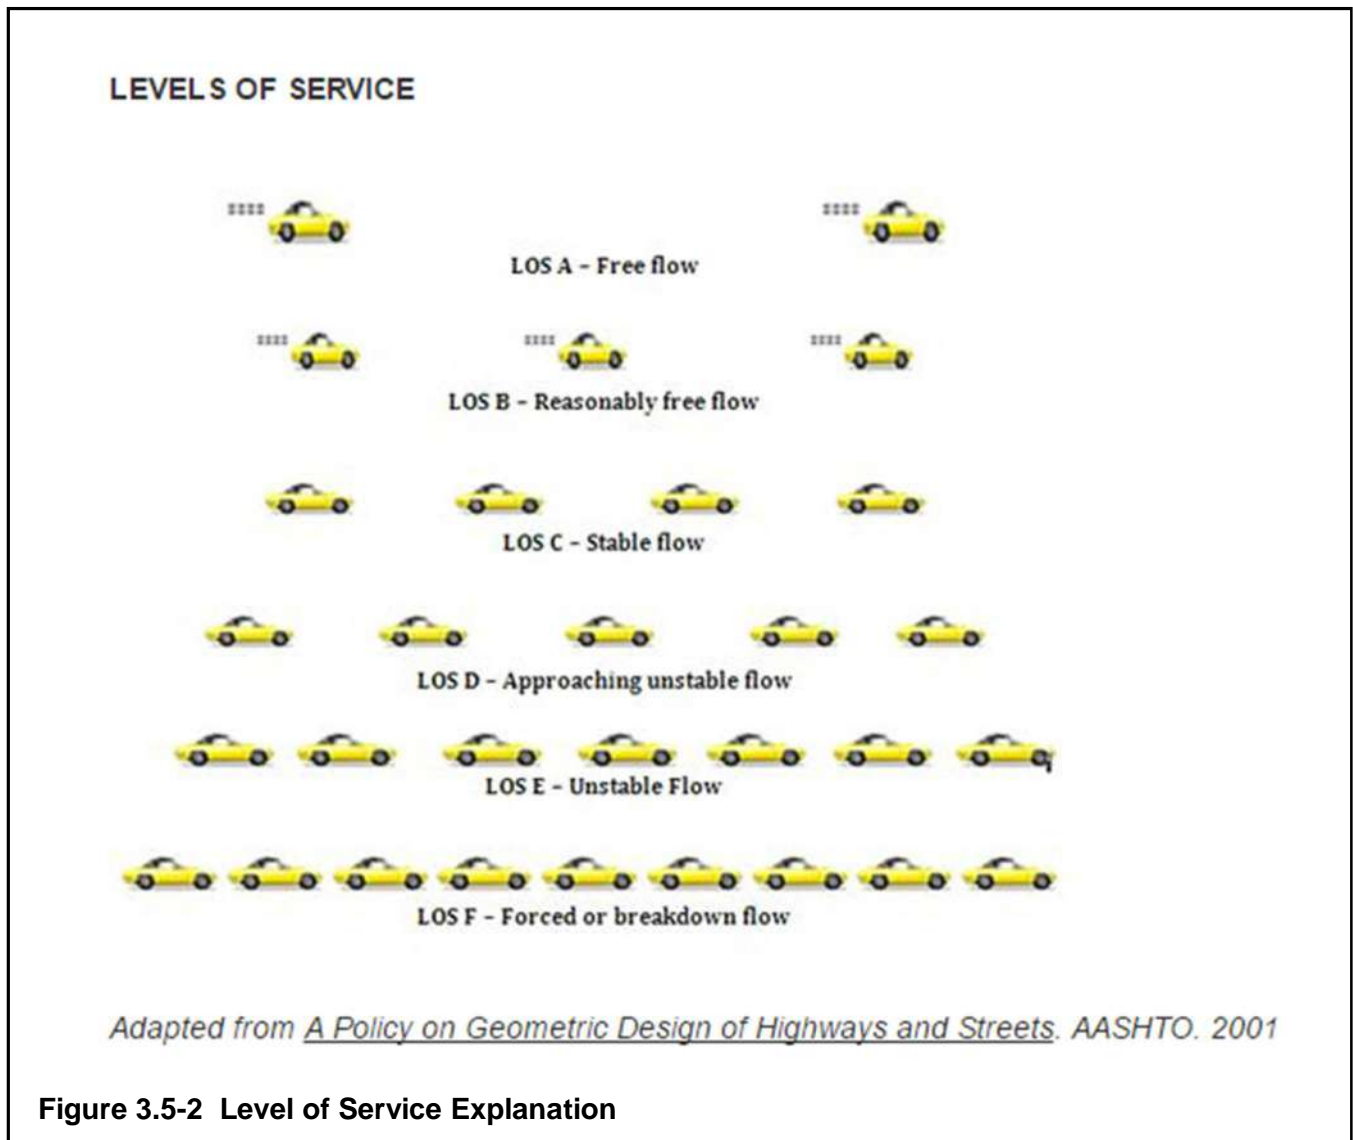 LEVELS OF SERVICE
LOS A – Free flow
LOS B – Reasonably free flow
LOS C – Stable flow
LOS D – Approaching unstable flow
LOS E – Unstable Flow
LOS F – Forced or breakdown flow
Adapted from A Policy on Geometric Design of Highways and Streets. AASHTO. 2001
Figure 3.5-2 Level of Service Explanation